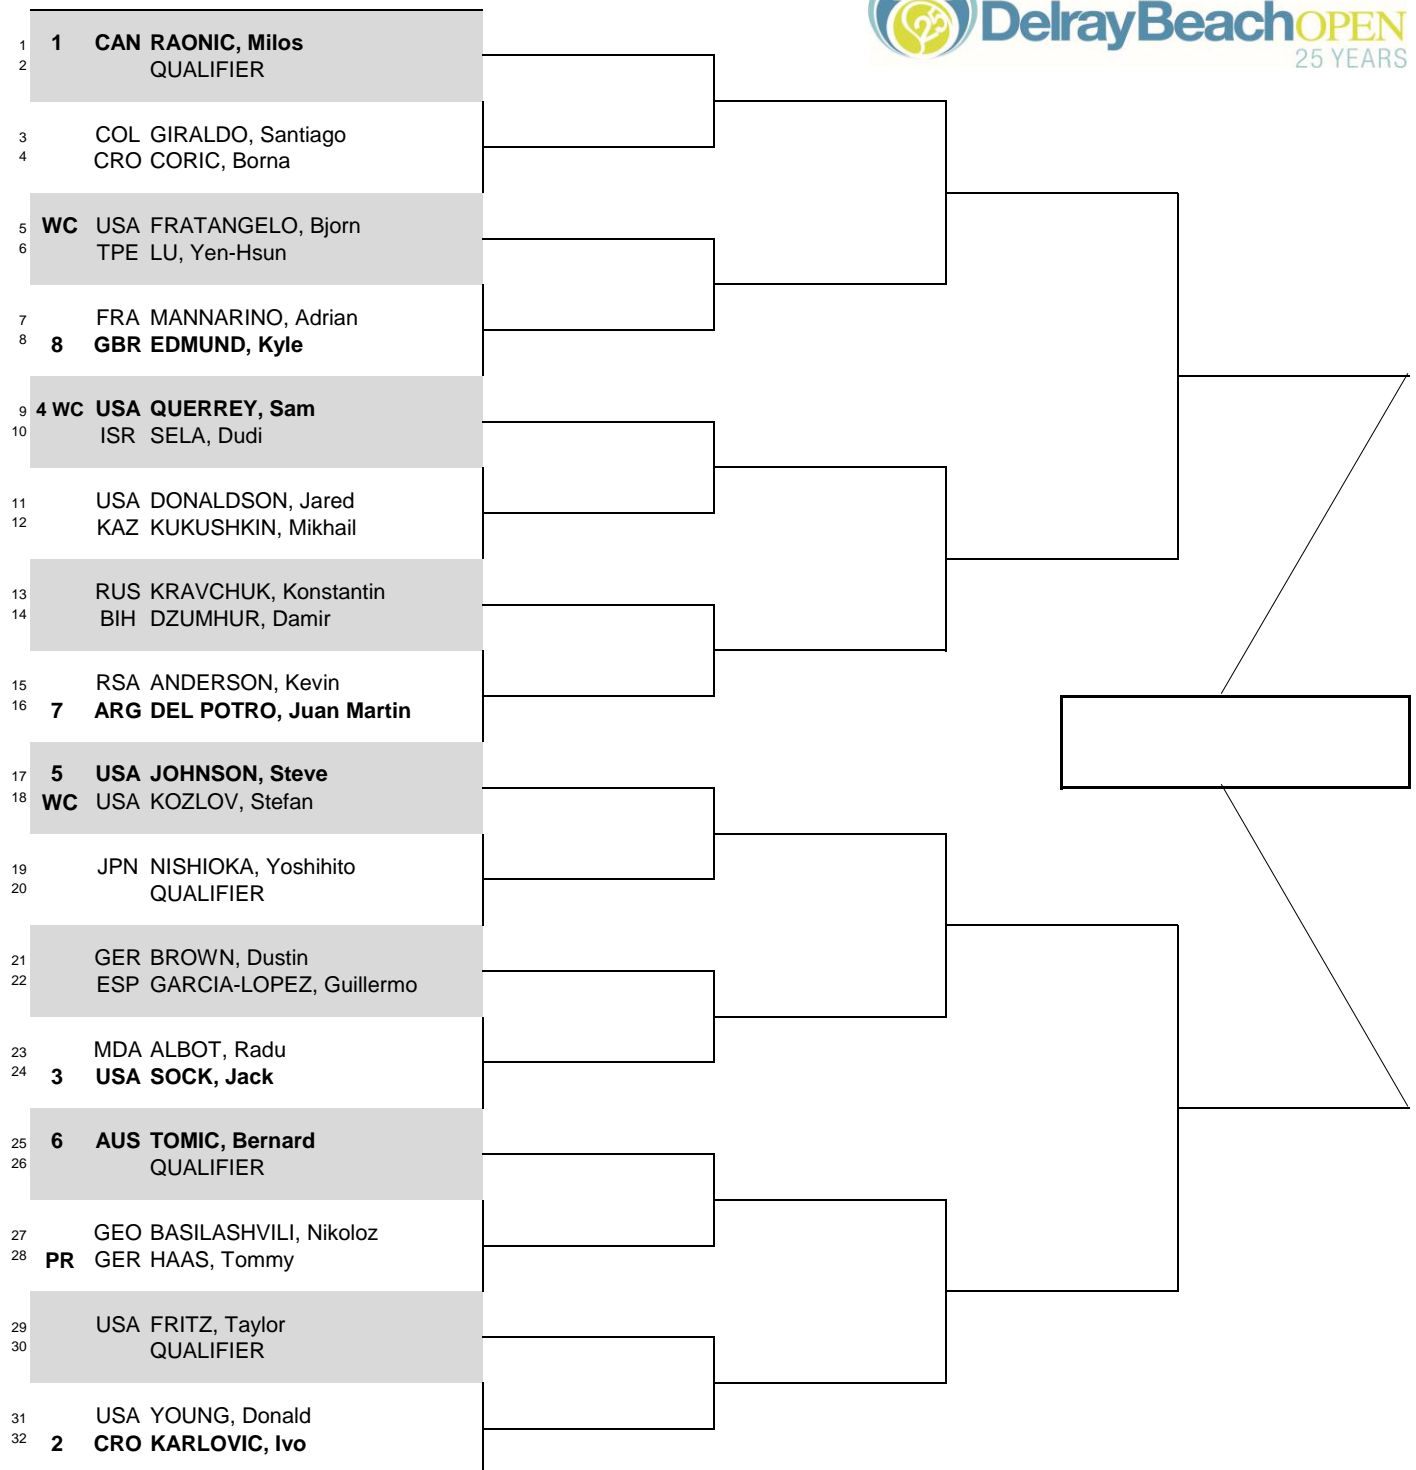 DelrayBeachOPEN
25 YEARS
25
1 1 CAN RAONIC, Milos
2 QUALIFIER
3 COL GIRALDO, Santiago
4 CRO CORIC, Borna
5 WC USA FRATANGELO, Bjorn
6 TPE LU, Yen-Hsun
7 FRA MANNARINO, Adrian
8 8 GBR EDMUND, Kyle
9 4 WC USA QUERREY, Sam
10 ISR SELA, Dudi
11 USA DONALDSON, Jared
12 KAZ KUKUSHKIN, Mikhail
13 RUS KRAVCHUK, Konstantin
14 BIH DZUMHUR, Damir
15 RSA ANDERSON, Kevin
16 7 ARG DEL POTRO, Juan Martin
17 5 USA JOHNSON, Steve
18 WC USA KOZLOV, Stefan
19 JPN NISHIOKA, Yoshihito
20 QUALIFIER
21 GER BROWN, Dustin
22 ESP GARCIA-LOPEZ, Guillermo
23 MDA ALBOT, Radu
24 3 USA SOCK, Jack
25 6 AUS TOMIC, Bernard
26 QUALIFIER
27 GEO BASILASHVILI, Nikoloz
28 PR GER HAAS, Tommy
29 USA FRITZ, Taylor
30 QUALIFIER
31 USA YOUNG, Donald
32 2 CRO KARLOVIC, Ivo